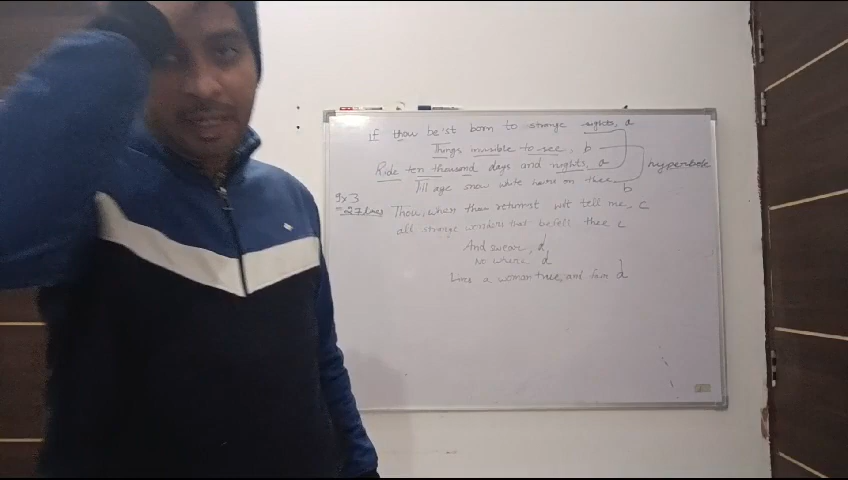 If thou be'st born to strange sights, a
Things invisible to see, b
Ride ten thousand days and nights, a hyperbole
Till age snow white hairs on thee b
9x3
=27 lines Thou, when thou return'st wilt tell me, c
all strange wonders that befell thee c
And swear, d
No where d
Lives a woman true, and fair d